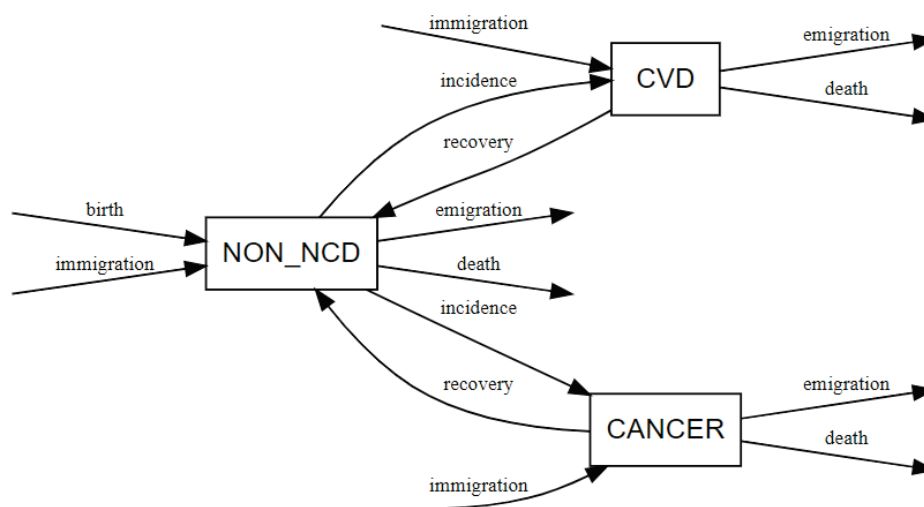 immigration
emigration
CVD
incidence
death
recovery
birth
emigration
NON_NCD
immigration
death
incidence
recovery
emigration
CANCER
death
immigration